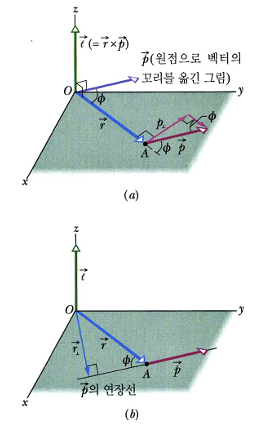 z
ℓ⃗ (= r⃗ × p⃗)
p⃗ (원점으로 벡터의
꼬리를 옮긴 그림)
O
ϕ
y
r⃗
p⊥
ϕ
A
ϕ
p⃗
x
(a)
z
ℓ⃗
O
y
r⃗
r⃗⊥
ϕ
A
p⃗
p⃗의 연장선
x
(b)